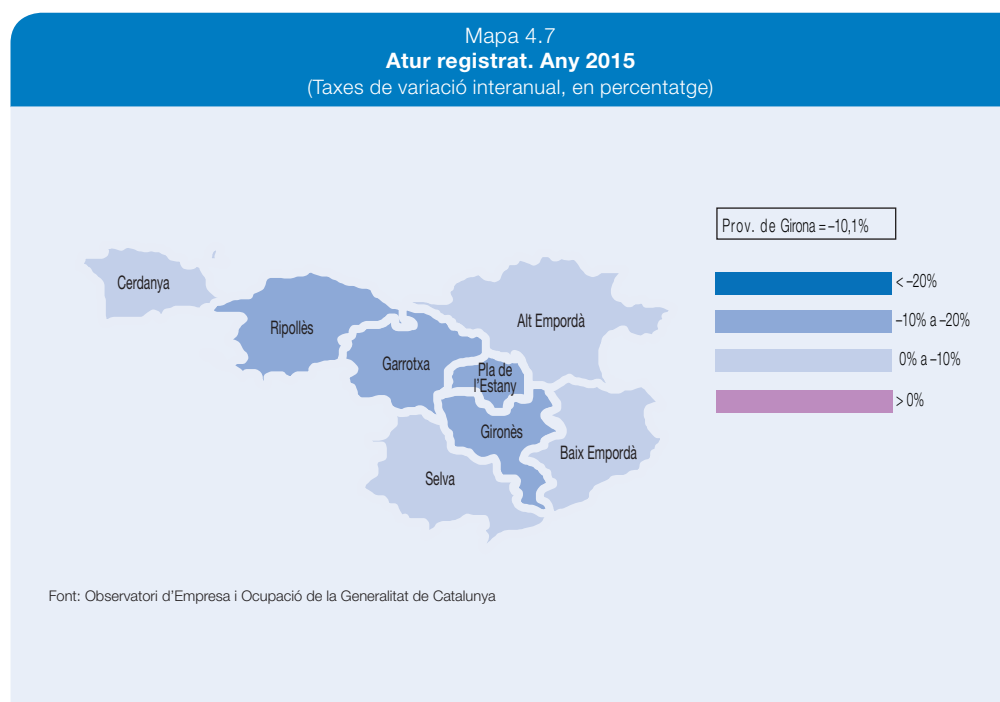 Mapa 4.7
Atur registrat. Any 2015
(Taxes de variació interanual, en percentatge)
Prov. de Girona = –10,1%
< –20%
–10% a –20%
0% a –10%
> 0%
Cerdanya
Ripollès
Alt Empordà
Garrotxa
Pla de
l'Estany
Gironès
Baix Empordà
Selva
Font: Observatori d’Empresa i Ocupació de la Generalitat de Catalunya